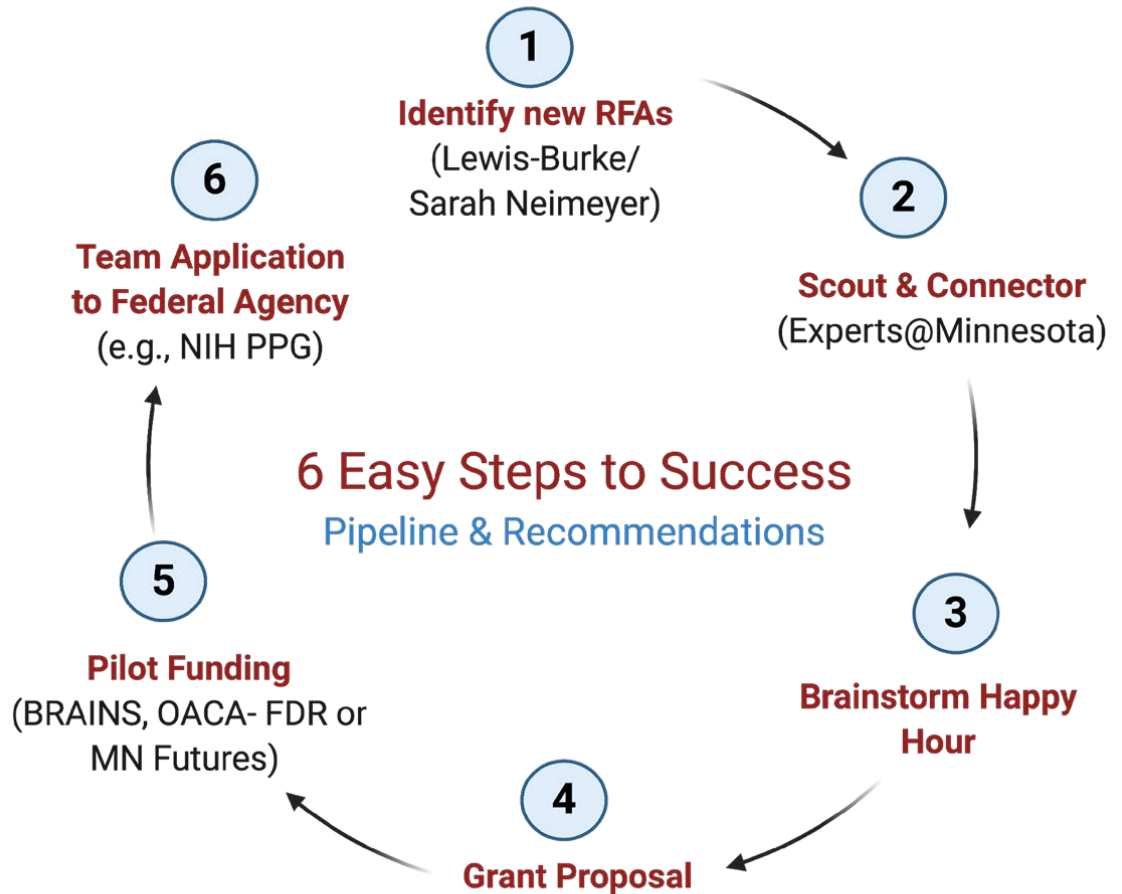 1
Identify new RFAs
(Lewis-Burke/
Sarah Neimeyer)
2
Scout & Connector
(Experts@Minnesota)
3
Brainstorm Happy
Hour
4
Grant Proposal
5
Pilot Funding
(BRAINS, OACA- FDR or
MN Futures)
6
Team Application
to Federal Agency
(e.g., NIH PPG)
6 Easy Steps to Success
Pipeline & Recommendations